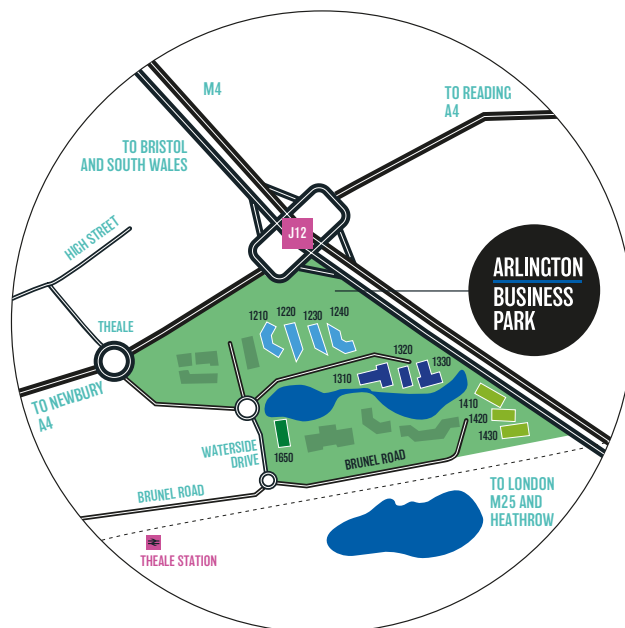 M4
TO READING
A4
TO BRISTOL
AND SOUTH WALES
HIGH STREET
J12
ARLINGTON
BUSINESS
PARK
THEALE
1210
1220
1230
1240
1320
1310
1330
TO NEWBURY
A4
1410
1420
1430
WATERSIDE
DRIVE
1650
BRUNEL ROAD
BRUNEL ROAD
TO LONDON
M25 AND
HEATHROW
THEALE STATION